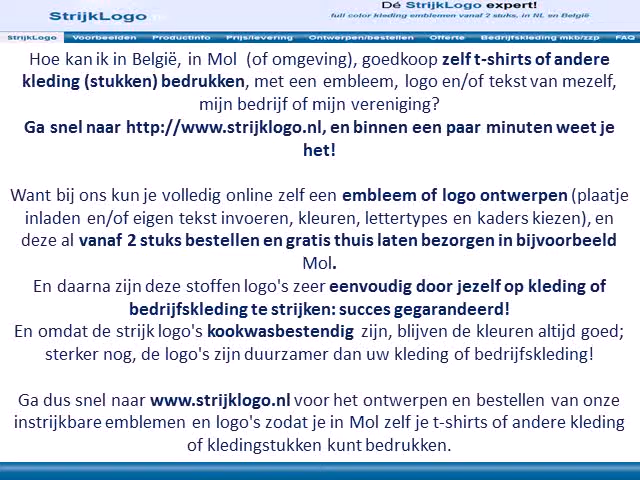 StrijkLogo
Dé StrijkLogo expert!
full color kleding emblemen vanaf 2 stuks, in NL en België
StrijkLogo Voorbeelden Productinfo Prijs/levering Ontwerpen/bestellen Offerte Bedrijfskleding mkb/zzp FAQ
Hoe kan ik in België, in Mol (of omgeving), goedkoop zelf t-shirts of andere
kleding (stukken) bedrukken, met een embleem, logo en/of tekst van mezelf,
mijn bedrijf of mijn vereniging?
Ga snel naar http://www.strijklogo.nl, en binnen een paar minuten weet je
het!
Want bij ons kun je volledig online zelf een embleem of logo ontwerpen (plaatje
inladen en/of eigen tekst invoeren, kleuren, lettertypes en kaders kiezen), en
deze al vanaf 2 stuks bestellen en gratis thuis laten bezorgen in bijvoorbeeld
Mol.
En daarna zijn deze stoffen logo's zeer eenvoudig door jezelf op kleding of
bedrijfskleding te strijken: succes gegarandeerd!
En omdat de strijk logo's kookwasbestendig zijn, blijven de kleuren altijd goed;
sterker nog, de logo's zijn duurzamer dan uw kleding of bedrijfskleding!
Ga dus snel naar www.strijklogo.nl voor het ontwerpen en bestellen van onze
instrijkbare emblemen en logo's zodat je in Mol zelf je t-shirts of andere kleding
of kledingstukken kunt bedrukken.